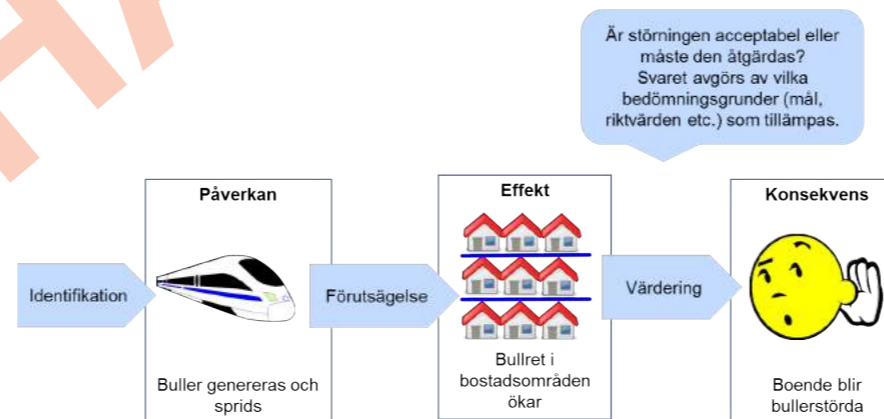 Är störningen acceptabel eller
måste den åtgärdas?
Svaret avgörs av vilka
bedömningsgrunder (mål,
riktvärden etc.) som tillämpas.
Påverkan
Effekt
Konsekvens
Identifikation
Förutsägelse
Värdering
Buller genereras och
sprids
Bullret i
bostadsområden
ökar
Boende blir
bullerstörda